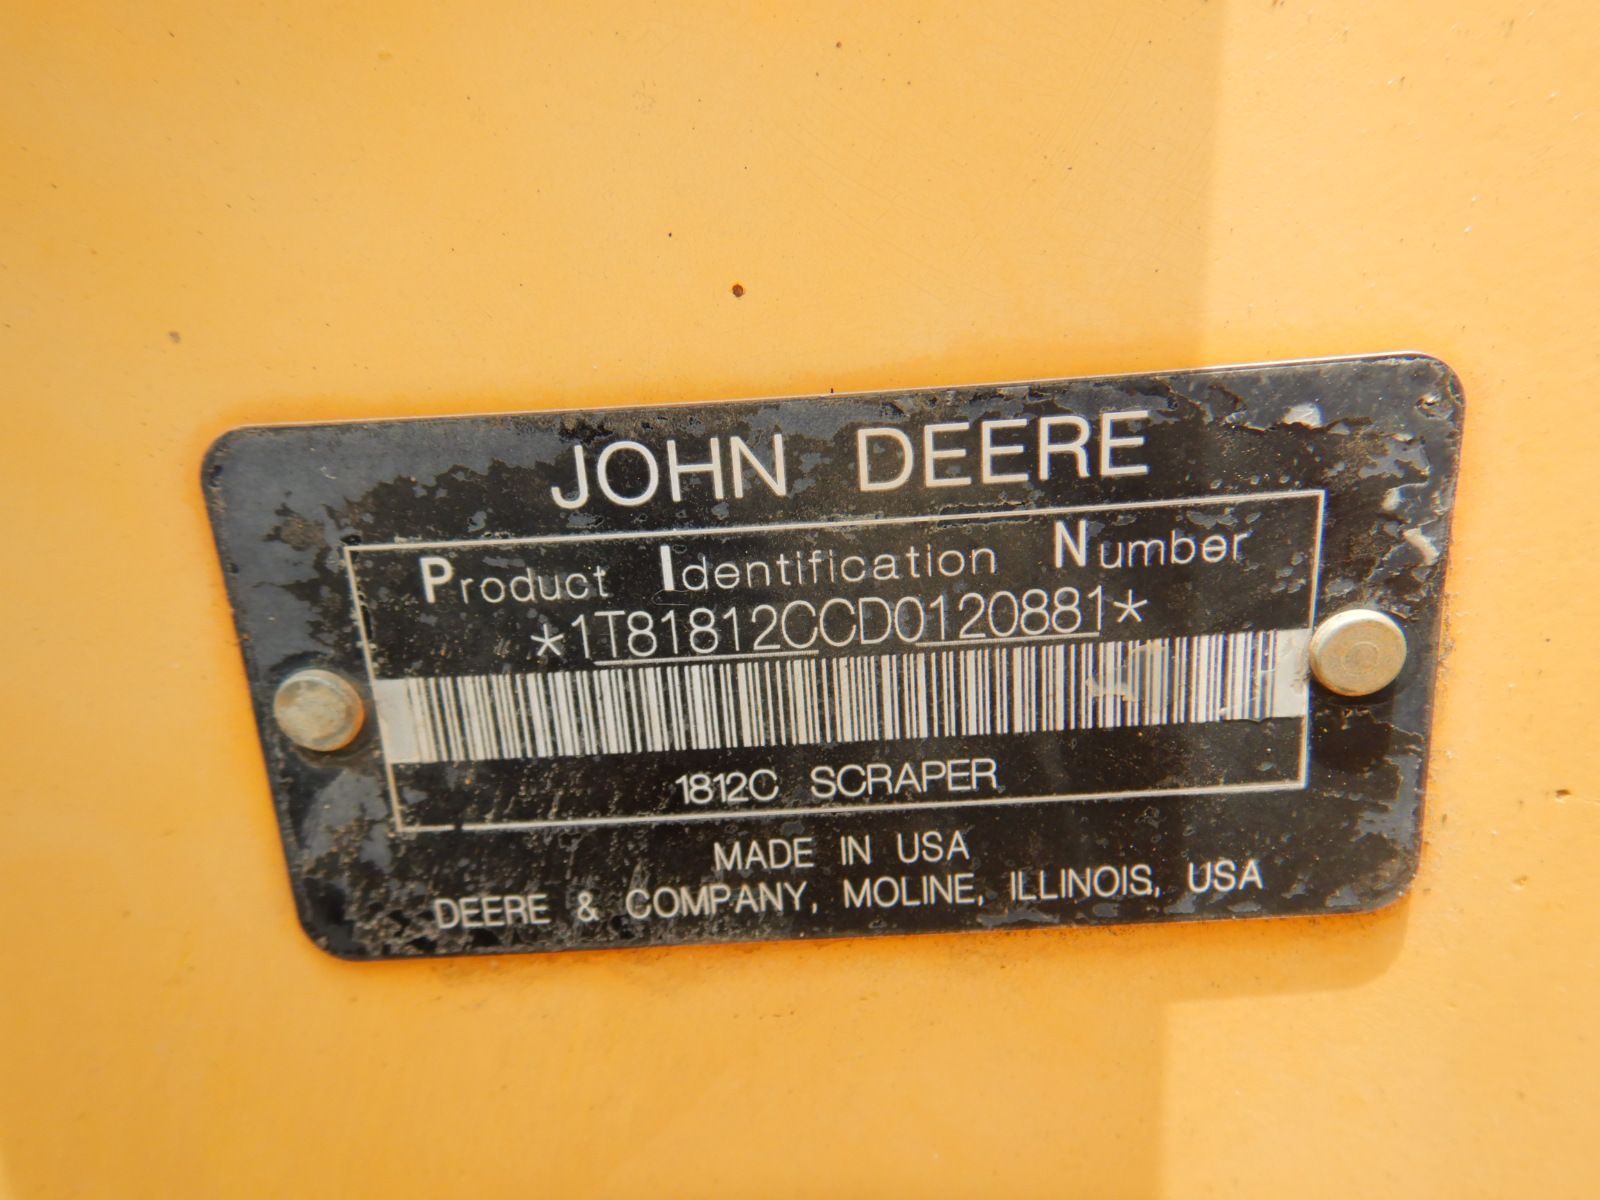 JOHN DEERE
Product Identification Number
*1T81812CCD0120881*
1812C SCRAPER
MADE IN USA
DEERE & COMPANY, MOLINE, ILLINOIS, USA